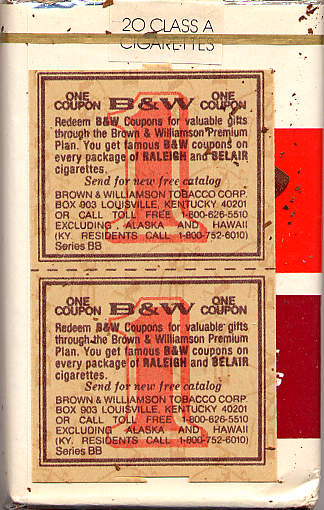 20 CLASS A
CIGARETTES
ONE COUPON B&W ONE COUPON
Redeem B&W Coupons for valuable gifts
through the Brown & Williamson Premium
Plan. You get famous B&W coupons on
every package of RALEIGH and BELAIR
cigarettes.
Send for new free catalog
BROWN & WILLIAMSON TOBACCO CORP.
BOX 903 LOUISVILLE, KENTUCKY 40201
OR CALL TOLL FREE 1-800-626-5510
EXCLUDING ALASKA AND HAWAII
(KY. RESIDENTS CALL 1-800-752-6010)
Series BB
ONE COUPON B&W ONE COUPON
Redeem B&W Coupons for valuable gifts
through the Brown & Williamson Premium
Plan. You get famous B&W coupons on
every package of RALEIGH and BELAIR
cigarettes.
Send for new free catalog
BROWN & WILLIAMSON TOBACCO CORP.
BOX 903 LOUISVILLE, KENTUCKY 40201
OR CALL TOLL FREE 1-800-626-5510
EXCLUDING ALASKA AND HAWAII
(KY. RESIDENTS CALL 1-800-752-6010)
Series BB